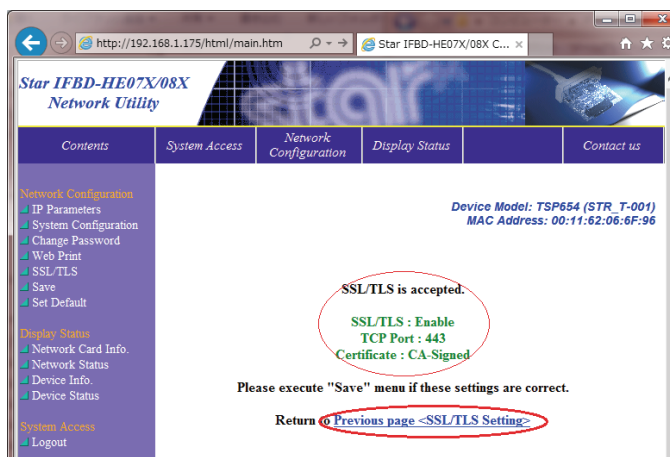 http://192.168.1.175/html/main.htm
Star IFBD-HE07X/08X C...
Star IFBD-HE07X/08X
Network Utility
star
Contents
System Access
Network
Configuration
Display Status
Contact us
Network Configuration
IP Parameters
System Configuration
Change Password
Web Print
SSL/TLS
Save
Set Default
Display Status
Network Card Info.
Network Status
Device Info.
Device Status
System Access
Logout
Device Model: TSP654 (STR_T-001)
MAC Address: 00:11:62:06:6F:96
SSL/TLS is accepted.
SSL/TLS : Enable
TCP Port : 443
Certificate : CA-Signed
Please execute "Save" menu if these settings are correct.
Return to Previous page <SSL/TLS Setting>